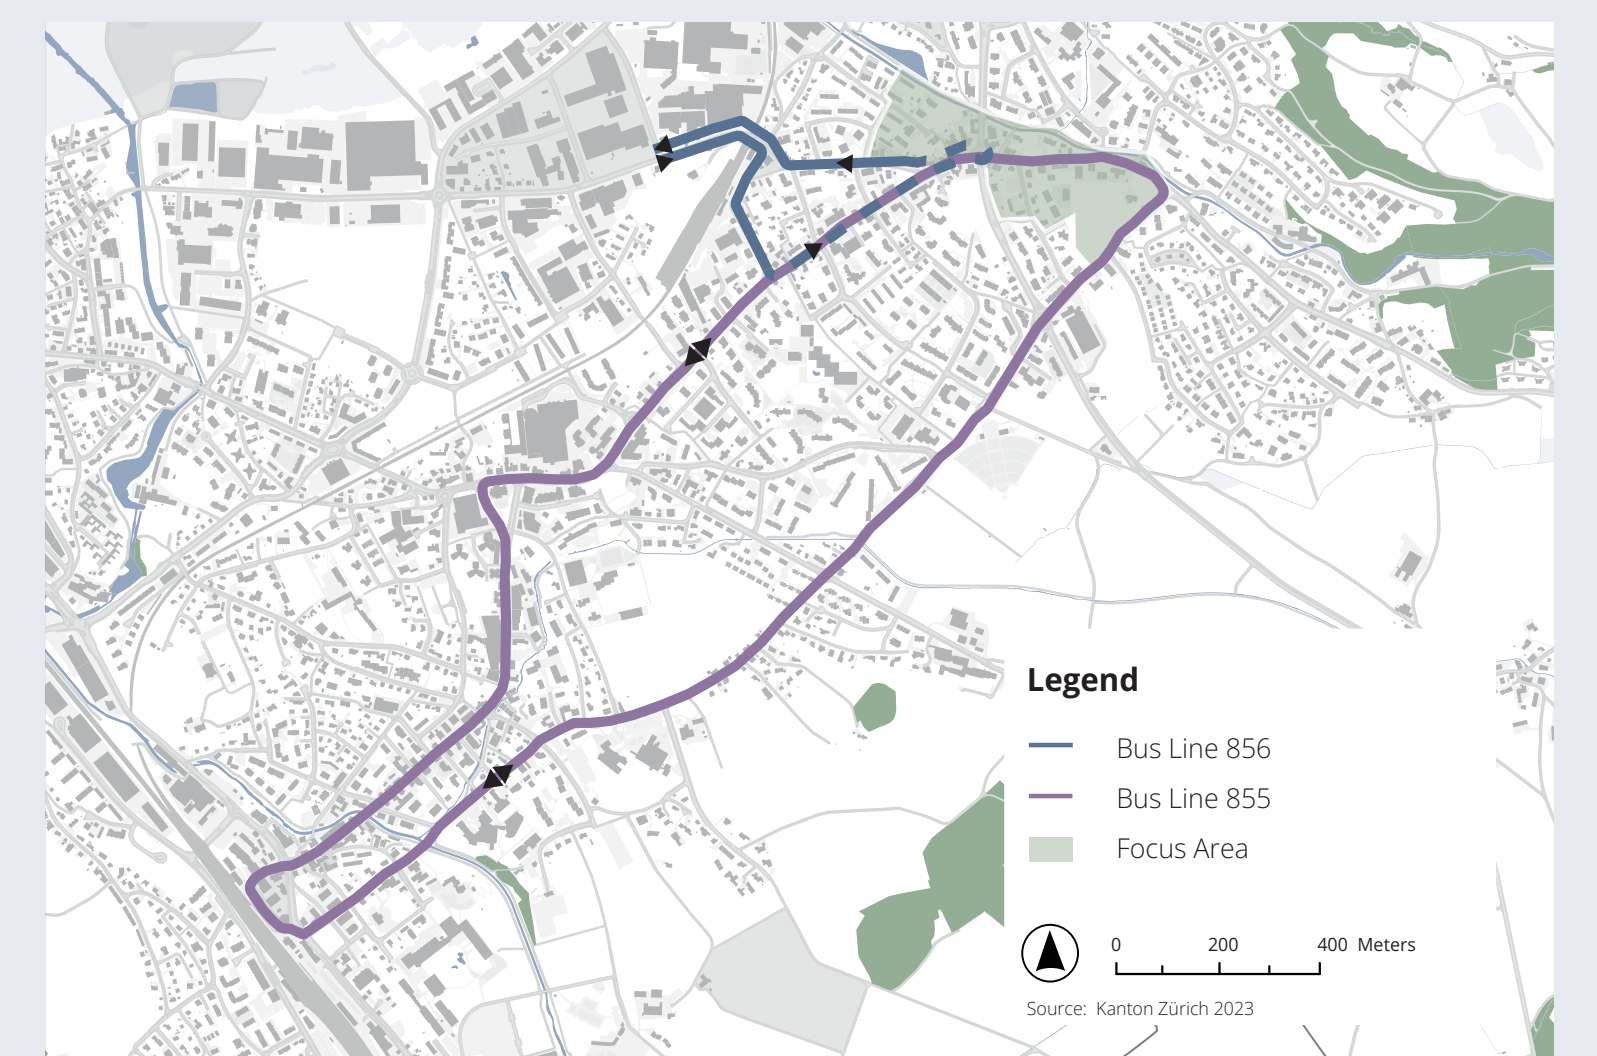 Legend
Bus Line 856
Bus Line 855
Focus Area
0 200 400 Meters
Source: Kanton Zürich 2023